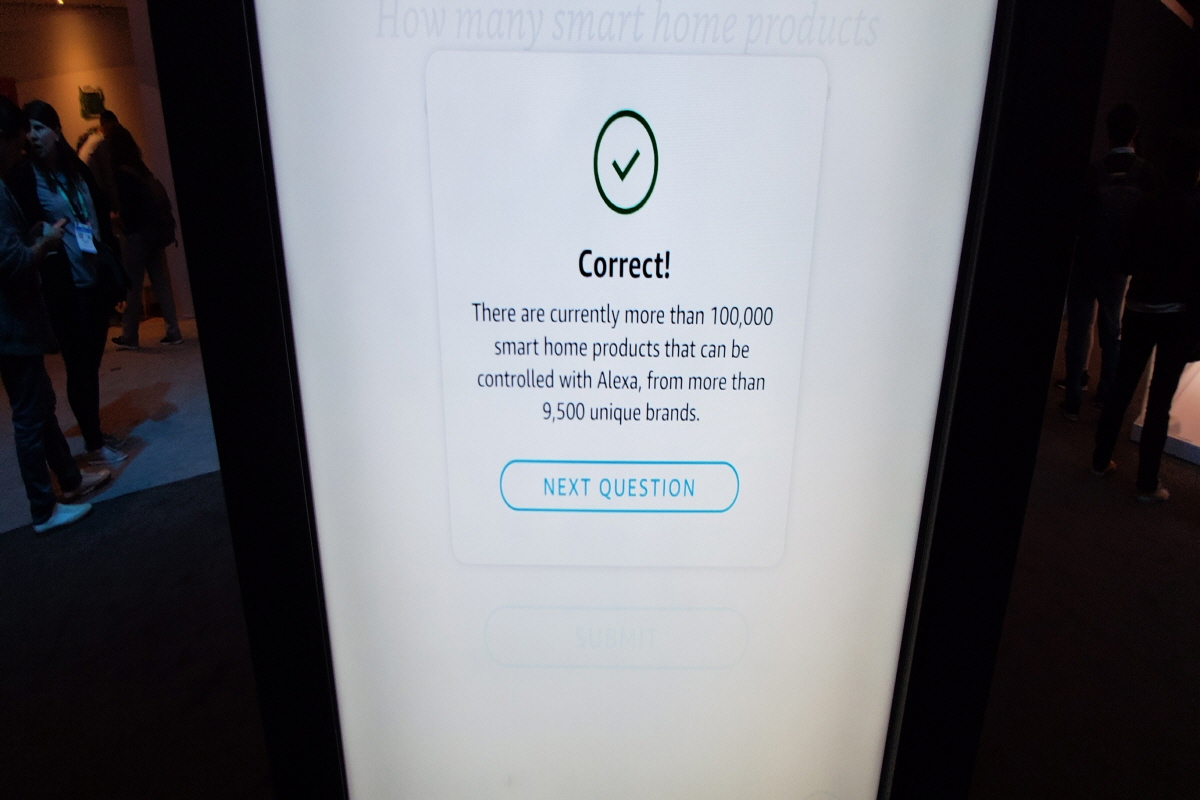 How many smart home products
Correct!
There are currently more than 100,000
smart home products that can be
controlled with Alexa, from more than
9,500 unique brands.
NEXT QUESTION
SUBMIT